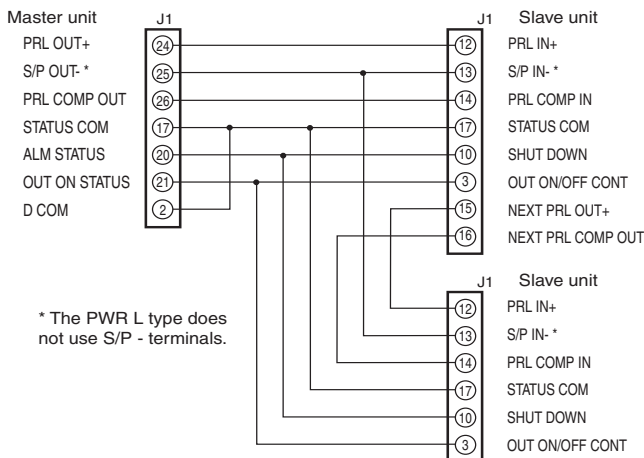 Master unit J1 J1 Slave unit
PRL OUT+ 24 12 PRL IN+
S/P OUT- * 25 13 S/P IN- *
PRL COMP OUT 26 14 PRL COMP IN
STATUS COM 17 17 STATUS COM
ALM STATUS 20 10 SHUT DOWN
OUT ON STATUS 21 3 OUT ON/OFF CONT
D COM 2 15 NEXT PRL OUT+
16 NEXT PRL COMP OUT
J1 Slave unit
12 PRL IN+
13 S/P IN- *
14 PRL COMP IN
17 STATUS COM
10 SHUT DOWN
3 OUT ON/OFF CONT
* The PWR L type does
not use S/P - terminals.